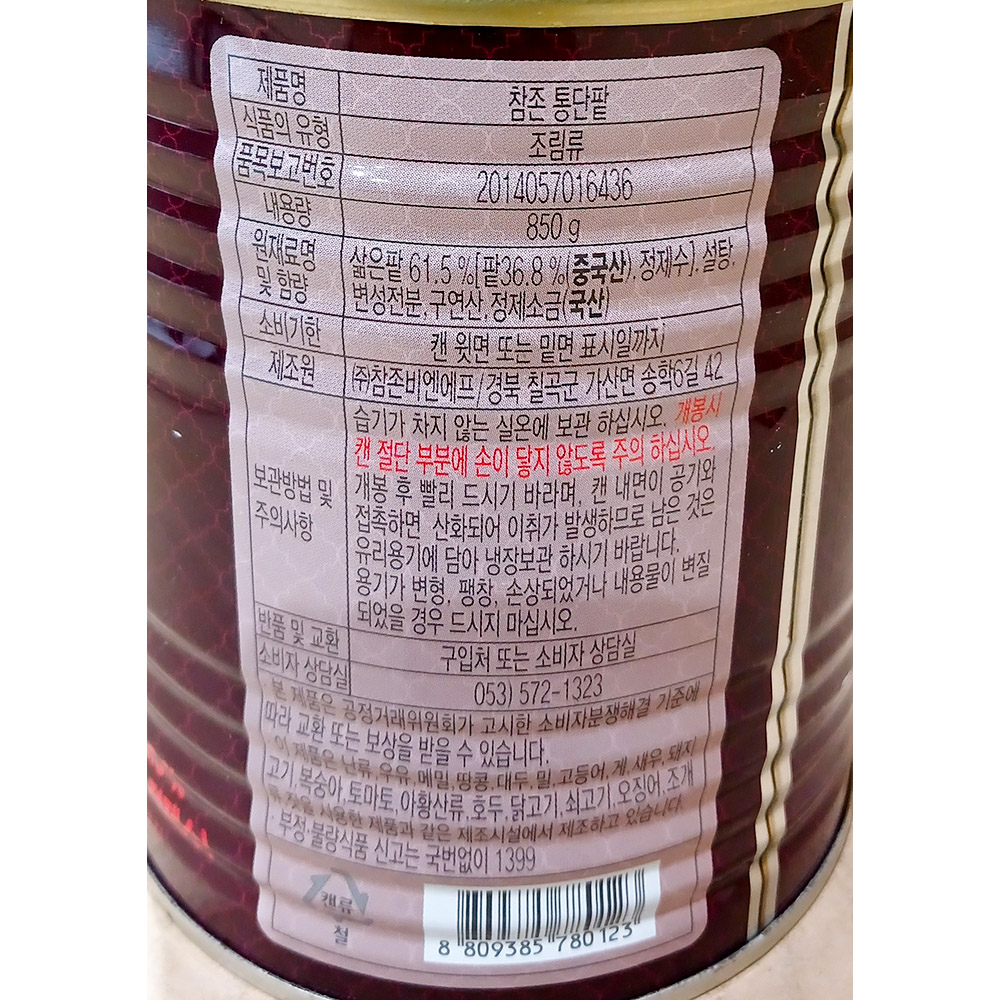 제품명 참존 통단팥
식품의 유형 조림류
품목보고번호 2014057016436
내용량 850 g
원재료명 및 함량 삶은팥 61.5 %[팥36.8 %(중국산), 정제수], 설탕,
변성전분, 구연산, 정제소금(국산)
소비기한 캔 윗면 또는 밑면 표시일까지
제조원 ㈜참존비엔에프/ 경북 칠곡군 가산면 송학6길 42
보관방법 및 주의사항 습기가 차지 않는 실온에 보관 하십시오. 개봉시
캔 절단 부분에 손이 닿지 않도록 주의 하십시오.
개봉 후 빨리 드시기 바라며, 캔 내면이 공기와
접촉하면 산화되어 이취가 발생하므로 남은 것은
유리용기에 담아 냉장보관 하시기 바랍니다.
용기가 변형, 팽창, 손상되었거나 내용물이 변질
되었을 경우 드시지 마십시오.
반품 및 교환 구입처 또는 소비자 상담실
소비자 상담실 053) 572-1323
본 제품은 공정거래위원회가 고시한 소비자분쟁해결 기준에
따라 교환 또는 보상을 받을 수 있습니다.
이 제품은 난류, 우유, 메밀, 땅콩, 대두, 밀, 고등어, 게, 새우, 돼지
고기 복숭아, 토마토, 아황산류, 호두, 닭고기, 쇠고기, 오징어, 조개
사용한 제품과 같은 제조시설에서 제조하고 있습니다.
부정·불량식품 신고는 국번없이 1399
캔류
철
8 809385 780123